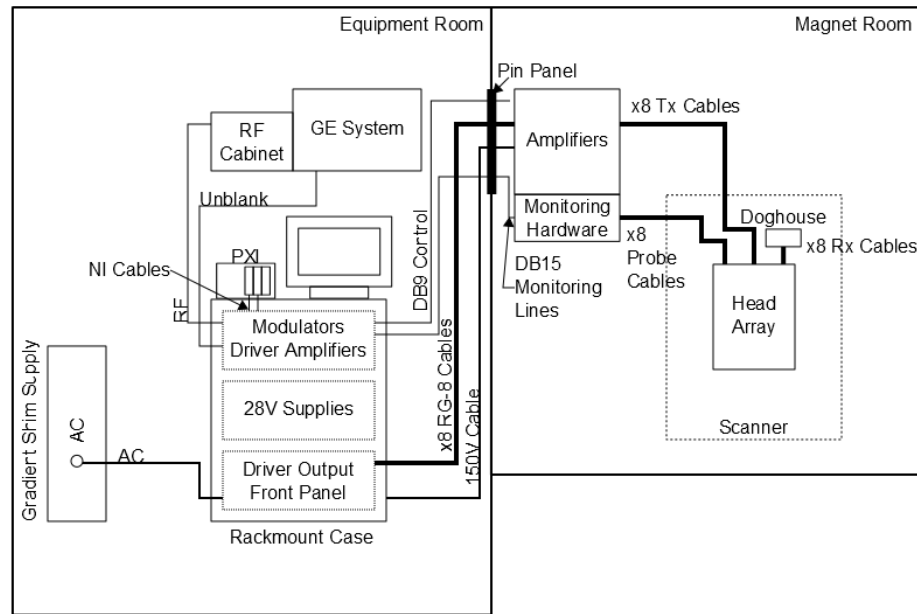 Equipment Room
Magnet Room
Pin Panel
x8 Tx Cables
GE System
RF
Cabinet
Amplifiers
Unblank
Monitoring
Hardware
Doghouse
x8 Rx Cables
x8
Probe
Cables
PXI
NI Cables
DB9 Control
DB15
Monitoring
Lines
RF
Modulators
Driver Amplifiers
Head
Array
Gradient Shim Supply
AC
28V Supplies
x8 RG-8 Cables
150V Cable
Scanner
AC
Driver Output
Front Panel
Rackmount Case